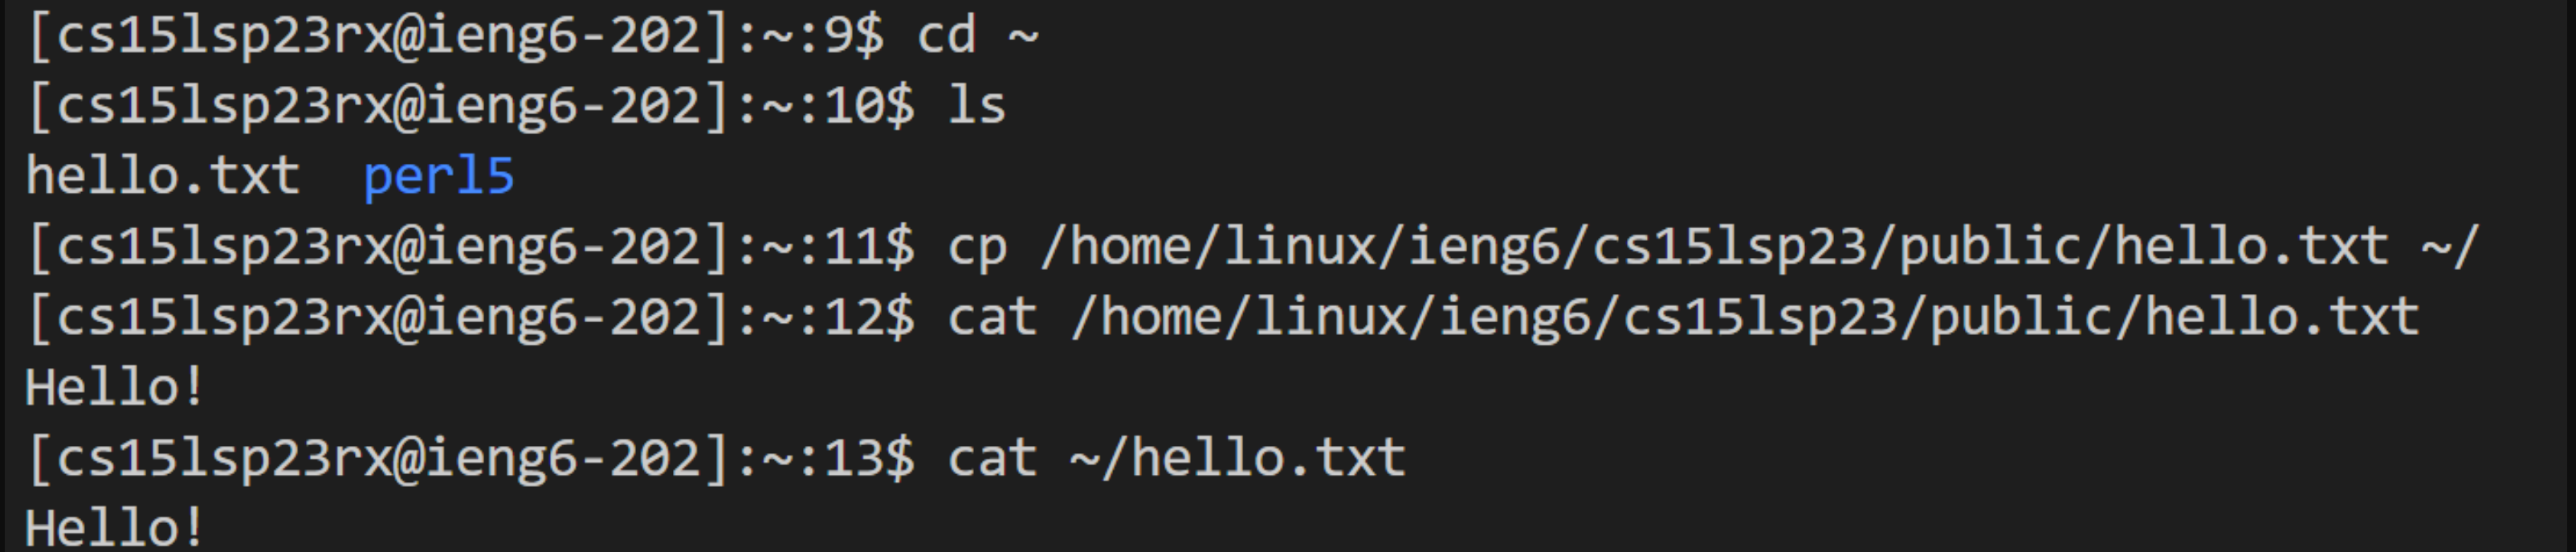 [cs15lsp23rx@ieng6-202]:~:9$ cd ~
[cs15lsp23rx@ieng6-202]:~:10$ ls
hello.txt  perl5
[cs15lsp23rx@ieng6-202]:~:11$ cp /home/linux/ieng6/cs15lsp23/public/hello.txt ~/
[cs15lsp23rx@ieng6-202]:~:12$ cat /home/linux/ieng6/cs15lsp23/public/hello.txt
Hello!
[cs15lsp23rx@ieng6-202]:~:13$ cat ~/hello.txt
Hello!